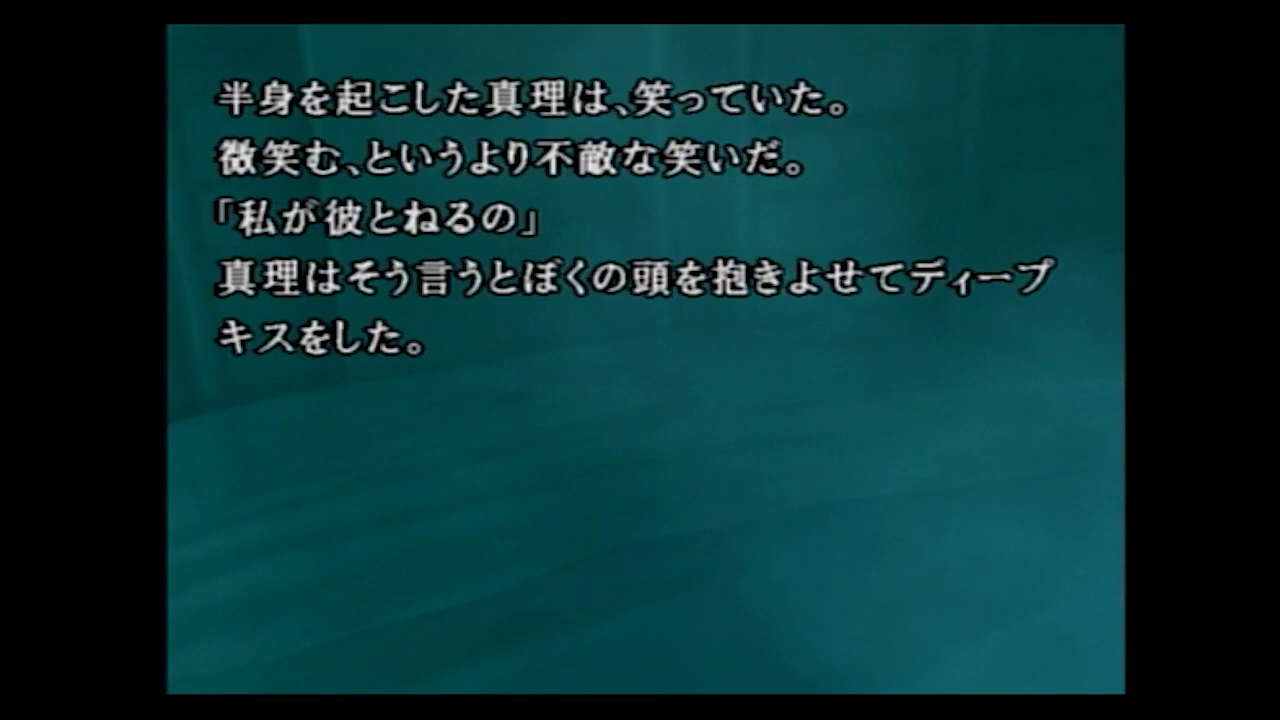 半身を起こした真理は、笑っていた。
微笑む、というより不敵な笑いだ。
「私が彼とねるの」
真理はそう言うとぼくの頭を抱きよせてディープ
キスをした。